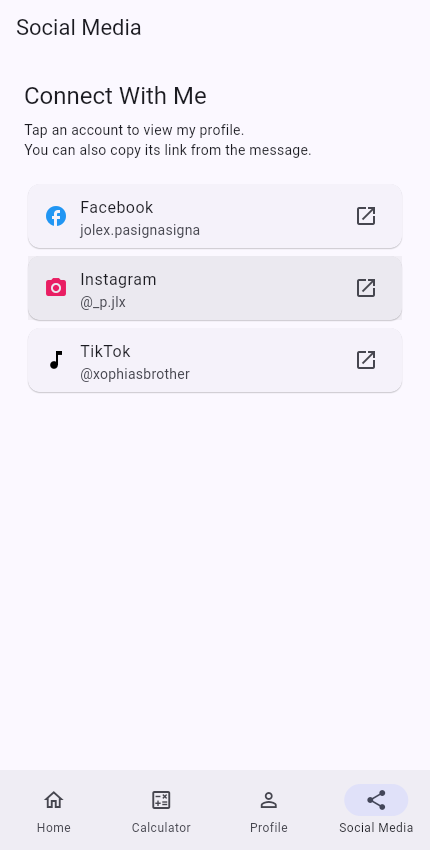 Social Media
Connect With Me
Tap an account to view my profile.
You can also copy its link from the message.
Facebook
jolex.pasignasigna
Instagram
@_p.jlx
TikTok
@xophiasbrother
Home
Calculator
Profile
Social Media